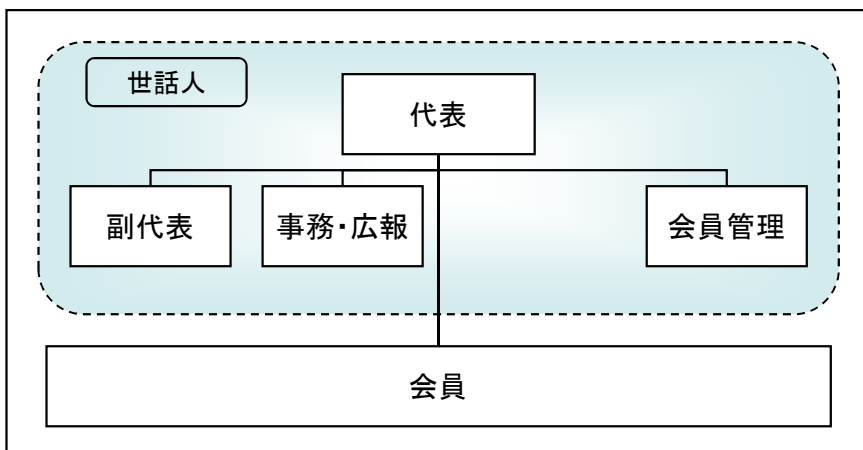 世話人
代表
副代表
事務・広報
会員管理
会員